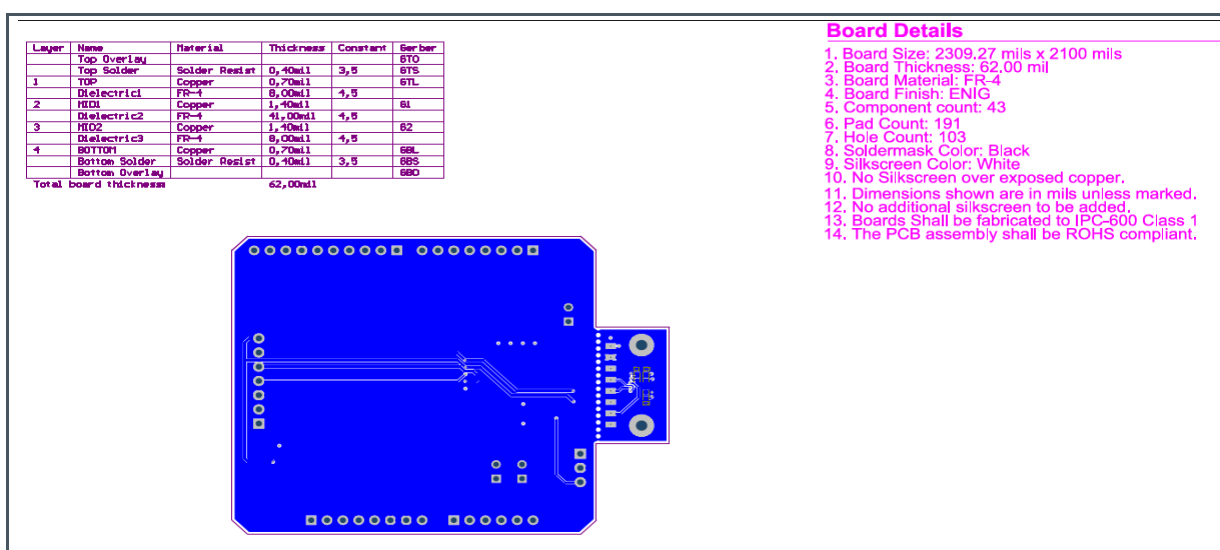 Layer Name Material Thickness Constant Gerber
Top Overlay GTO
Top Solder Solder Resist 0,40mil 3,5 GTS
1 TOP Copper 0,70mil GTL
Dielectric1 FR-4 8,00mil 4,5
2 MID1 Copper 1,40mil G1
Dielectric2 FR-4 41,00mil 4,5
3 MID2 Copper 1,40mil G2
Dielectric3 FR-4 8,00mil 4,5
4 BOTTOM Copper 0,70mil GBL
Bottom Solder Solder Resist 0,40mil 3,5 GBS
Bottom Overlay GBO
Total board thickness 62,00mil
Board Details
1. Board Size: 2309.27 mils x 2100 mils
2. Board Thickness: 62.00 mil
3. Board Material: FR-4
4. Board Finish: ENIG
5. Component count: 43
6. Pad Count: 191
7. Hole Count: 103
8. Soldermask Color: Black
9. Silkscreen Color: White
10. No Silkscreen over exposed copper.
11. Dimensions shown are in mils unless marked.
12. No additional silkscreen to be added.
13. Boards Shall be fabricated to IPC-600 Class 1
14. The PCB assembly shall be ROHS compliant.